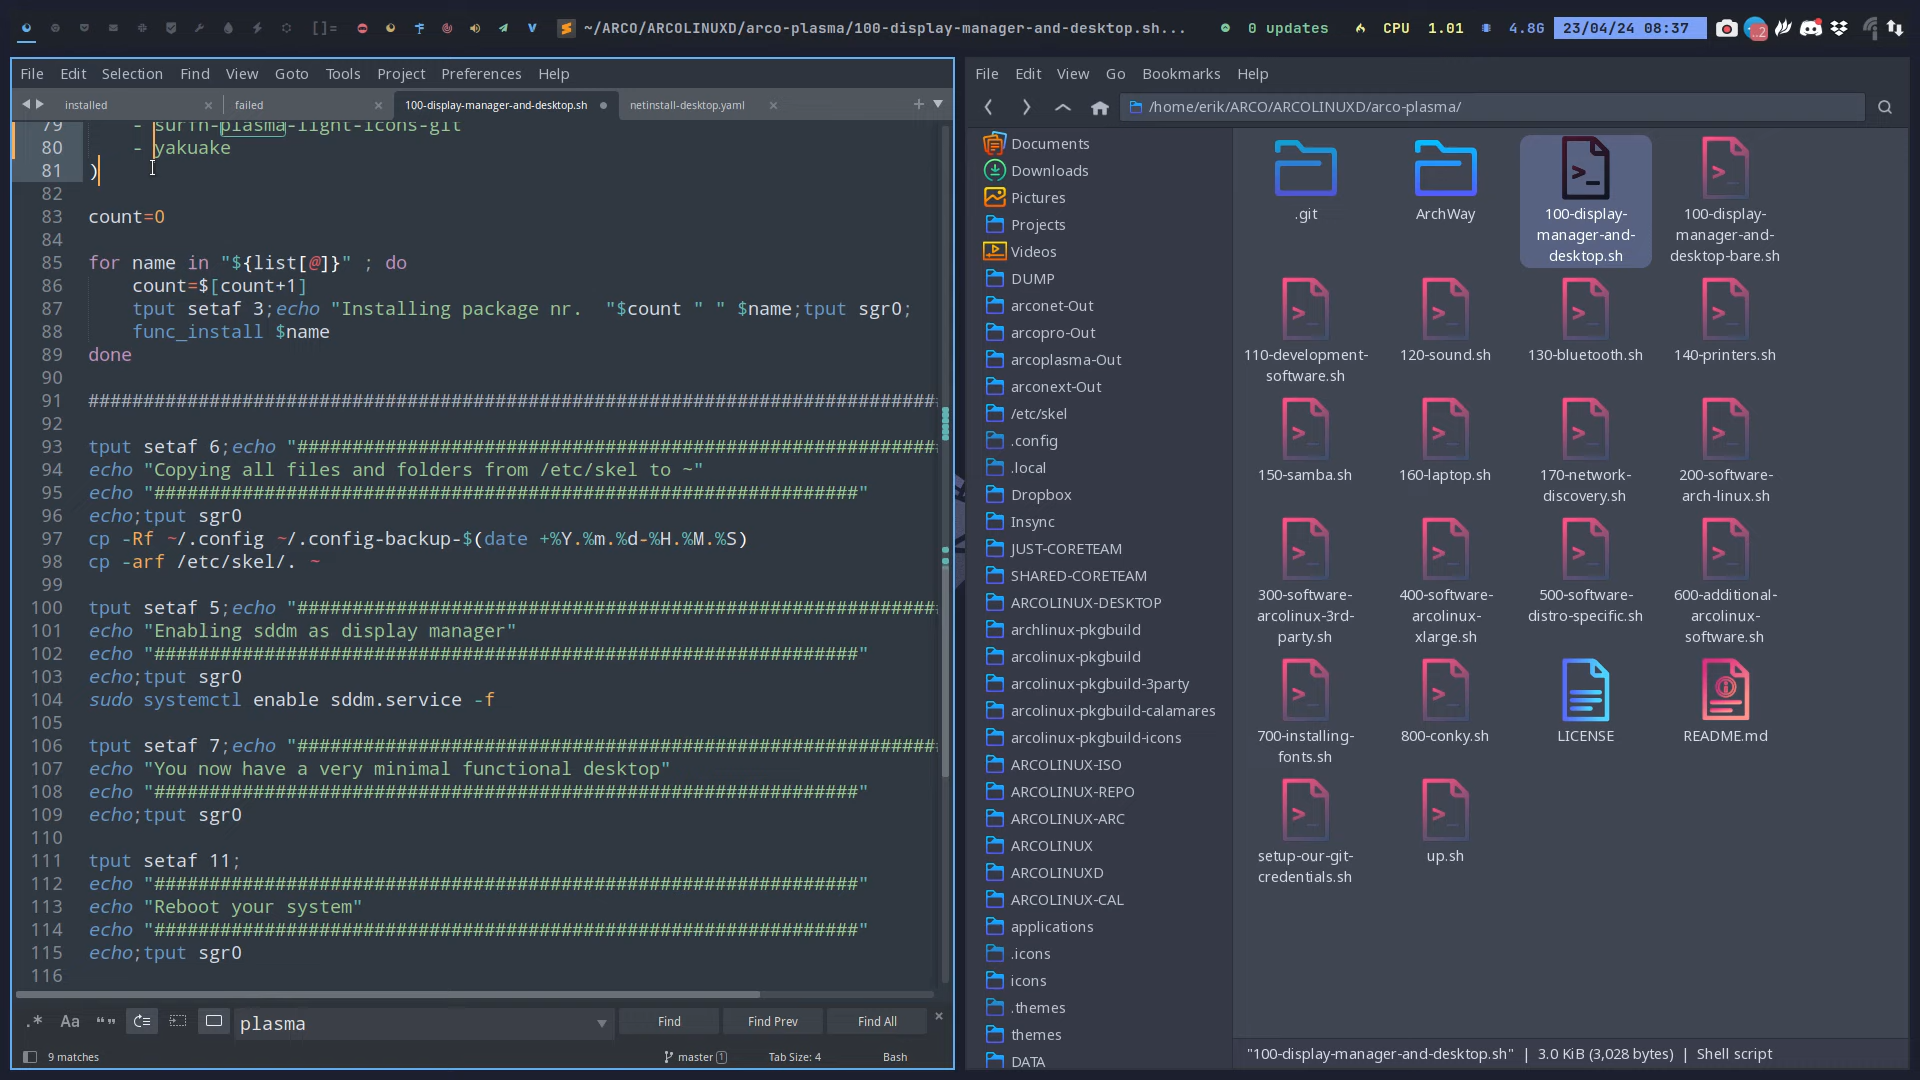 ~/ARCO/ARCOLINUXD/arco-plasma/100-display-manager-and-desktop.sh...
0 updates
CPU 1.01
4.8G
23/04/24 08:37
File Edit Selection Find View Goto Tools Project Preferences Help
installed
failed
100-display-manager-and-desktop.sh
netinstall-desktop.yaml
79 - surfn-plasma-light-icons-git
80 - yakuake
81 )
82
83 count=0
84
85 for name in "${list[@]}" ; do
86 count=$[count+1]
87 tput setaf 3;echo "Installing package nr.  "$count " " $name;tput sgr0;
88 func_install $name
89 done
90
91 ##############################################################################
92
93 tput setaf 6;echo "###########################################################
94 echo "Copying all files and folders from /etc/skel to ~"
95 echo "################################################################"
96 echo;tput sgr0
97 cp -Rf ~/.config ~/.config-backup-$(date +%Y.%m.%d-%H.%M.%S)
98 cp -arf /etc/skel/. ~
99
100 tput setaf 5;echo "###########################################################
101 echo "Enabling sddm as display manager"
102 echo "################################################################"
103 echo;tput sgr0
104 sudo systemctl enable sddm.service -f
105
106 tput setaf 7;echo "###########################################################
107 echo "You now have a very minimal functional desktop"
108 echo "################################################################"
109 echo;tput sgr0
110
111 tput setaf 11;
112 echo "################################################################"
113 echo "Reboot your system"
114 echo "################################################################"
115 echo;tput sgr0
116
plasma
Find
Find Prev
Find All
9 matches
master 1
Tab Size: 4
Bash
File Edit View Go Bookmarks Help
/home/erik/ARCO/ARCOLINUXD/arco-plasma/
Documents
Downloads
Pictures
Projects
Videos
DUMP
arconet-Out
arcopro-Out
arcoplasma-Out
arconext-Out
/etc/skel
.config
.local
Dropbox
Insync
JUST-CORETEAM
SHARED-CORETEAM
ARCOLINUX-DESKTOP
archlinux-pkgbuild
arcolinux-pkgbuild
arcolinux-pkgbuild-3party
arcolinux-pkgbuild-calamares
arcolinux-pkgbuild-icons
ARCOLINUX-ISO
ARCOLINUX-REPO
ARCOLINUX-ARC
ARCOLINUX
ARCOLINUXD
ARCOLINUX-CAL
applications
.icons
icons
.themes
themes
DATA
.git
ArchWay
100-display-
manager-and-
desktop.sh
100-display-
manager-and-
desktop-bare.sh
110-development-
software.sh
120-sound.sh
130-bluetooth.sh
140-printers.sh
150-samba.sh
160-laptop.sh
170-network-
discovery.sh
200-software-
arch-linux.sh
300-software-
arcolinux-3rd-
party.sh
400-software-
arcolinux-
xlarge.sh
500-software-
distro-specific.sh
600-additional-
arcolinux-
software.sh
700-installing-
fonts.sh
800-conky.sh
LICENSE
README.md
setup-our-git-
credentials.sh
up.sh
"100-display-manager-and-desktop.sh" | 3.0 KiB (3,028 bytes) | Shell script